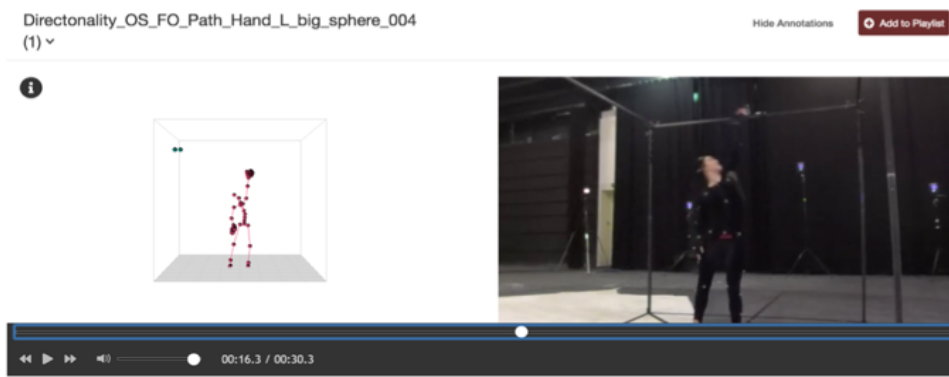 Directonality_OS_FO_Path_Hand_L_big_sphere_004
(1)
Hide Annotations
Add to Playlist
00:16.3 / 00:30.3